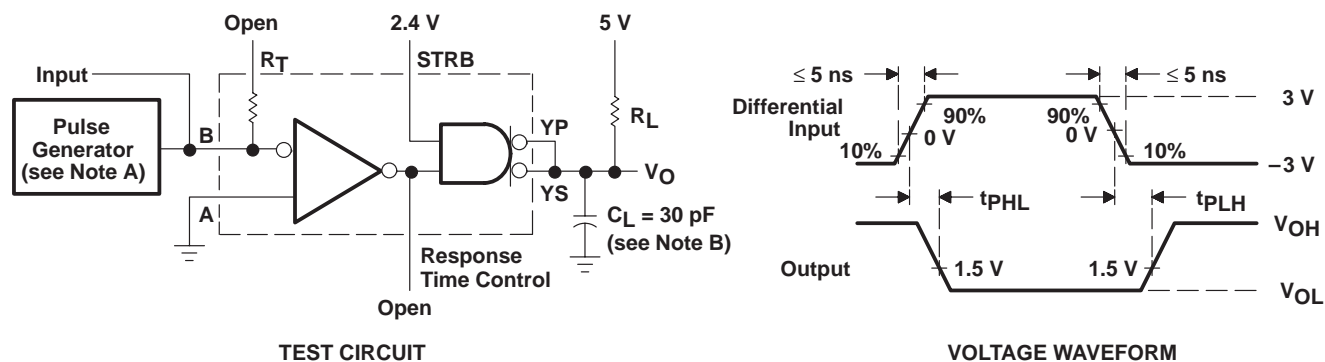 Open
2.4 V
5 V
RT
STRB
Input
Pulse
Generator
(see Note A)
B
A
YP
YS
RL
VO
CL = 30 pF
(see Note B)
Response
Time Control
Open
TEST CIRCUIT
≤ 5 ns
≤ 5 ns
Differential
Input
3 V
90%
90%
0 V
0 V
10%
10%
–3 V
tPHL
tPLH
VOH
Output
1.5 V
1.5 V
VOL
VOLTAGE WAVEFORM